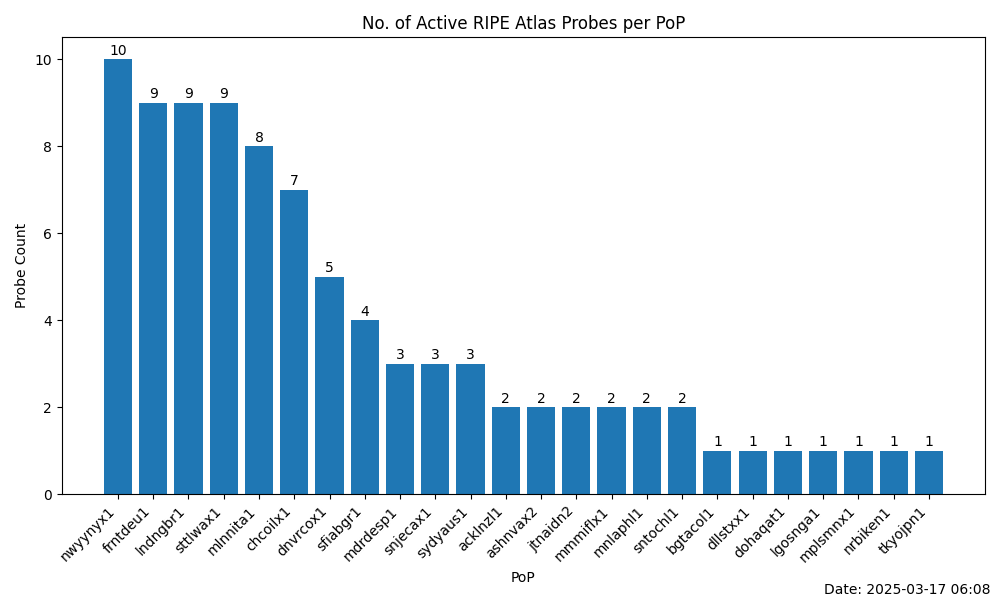 No. of Active RIPE Atlas Probes per PoP
Probe Count
10
8
6
4
2
0
10
9
9
9
8
7
5
4
3
3
3
2
2
2
2
2
2
1
1
1
1
1
1
1
nwyynyx1
frntdeu1
lndngbr1
sttlwax1
mlnnita1
chcoilx1
dnvrcox1
sfiabgr1
mdrdesp1
snjecax1
sydyaus1
acklnzl1
ashnvax2
jtnaidn2
mmmiflx1
mnlaphl1
sntochl1
bgtacol1
dllstxx1
dohaqat1
lgosnga1
mplsmnx1
nrbiken1
tkyojpn1
PoP
Date: 2025-03-17 06:08